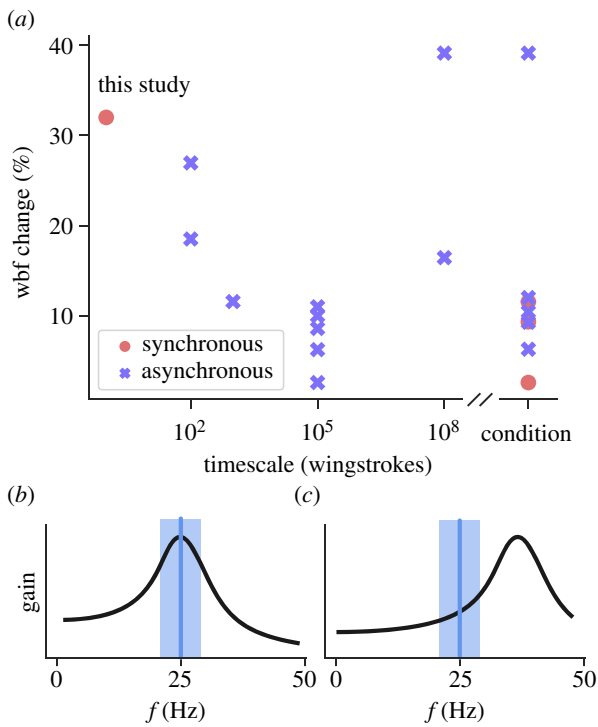 (a)
40
this study
30
20
10
wbf change (%)
synchronous
asynchronous
10² 10⁵ 10⁸ condition
timescale (wingstrokes)
(b) (c)
gain
0 25 50 0 25 50
f (Hz) f (Hz)